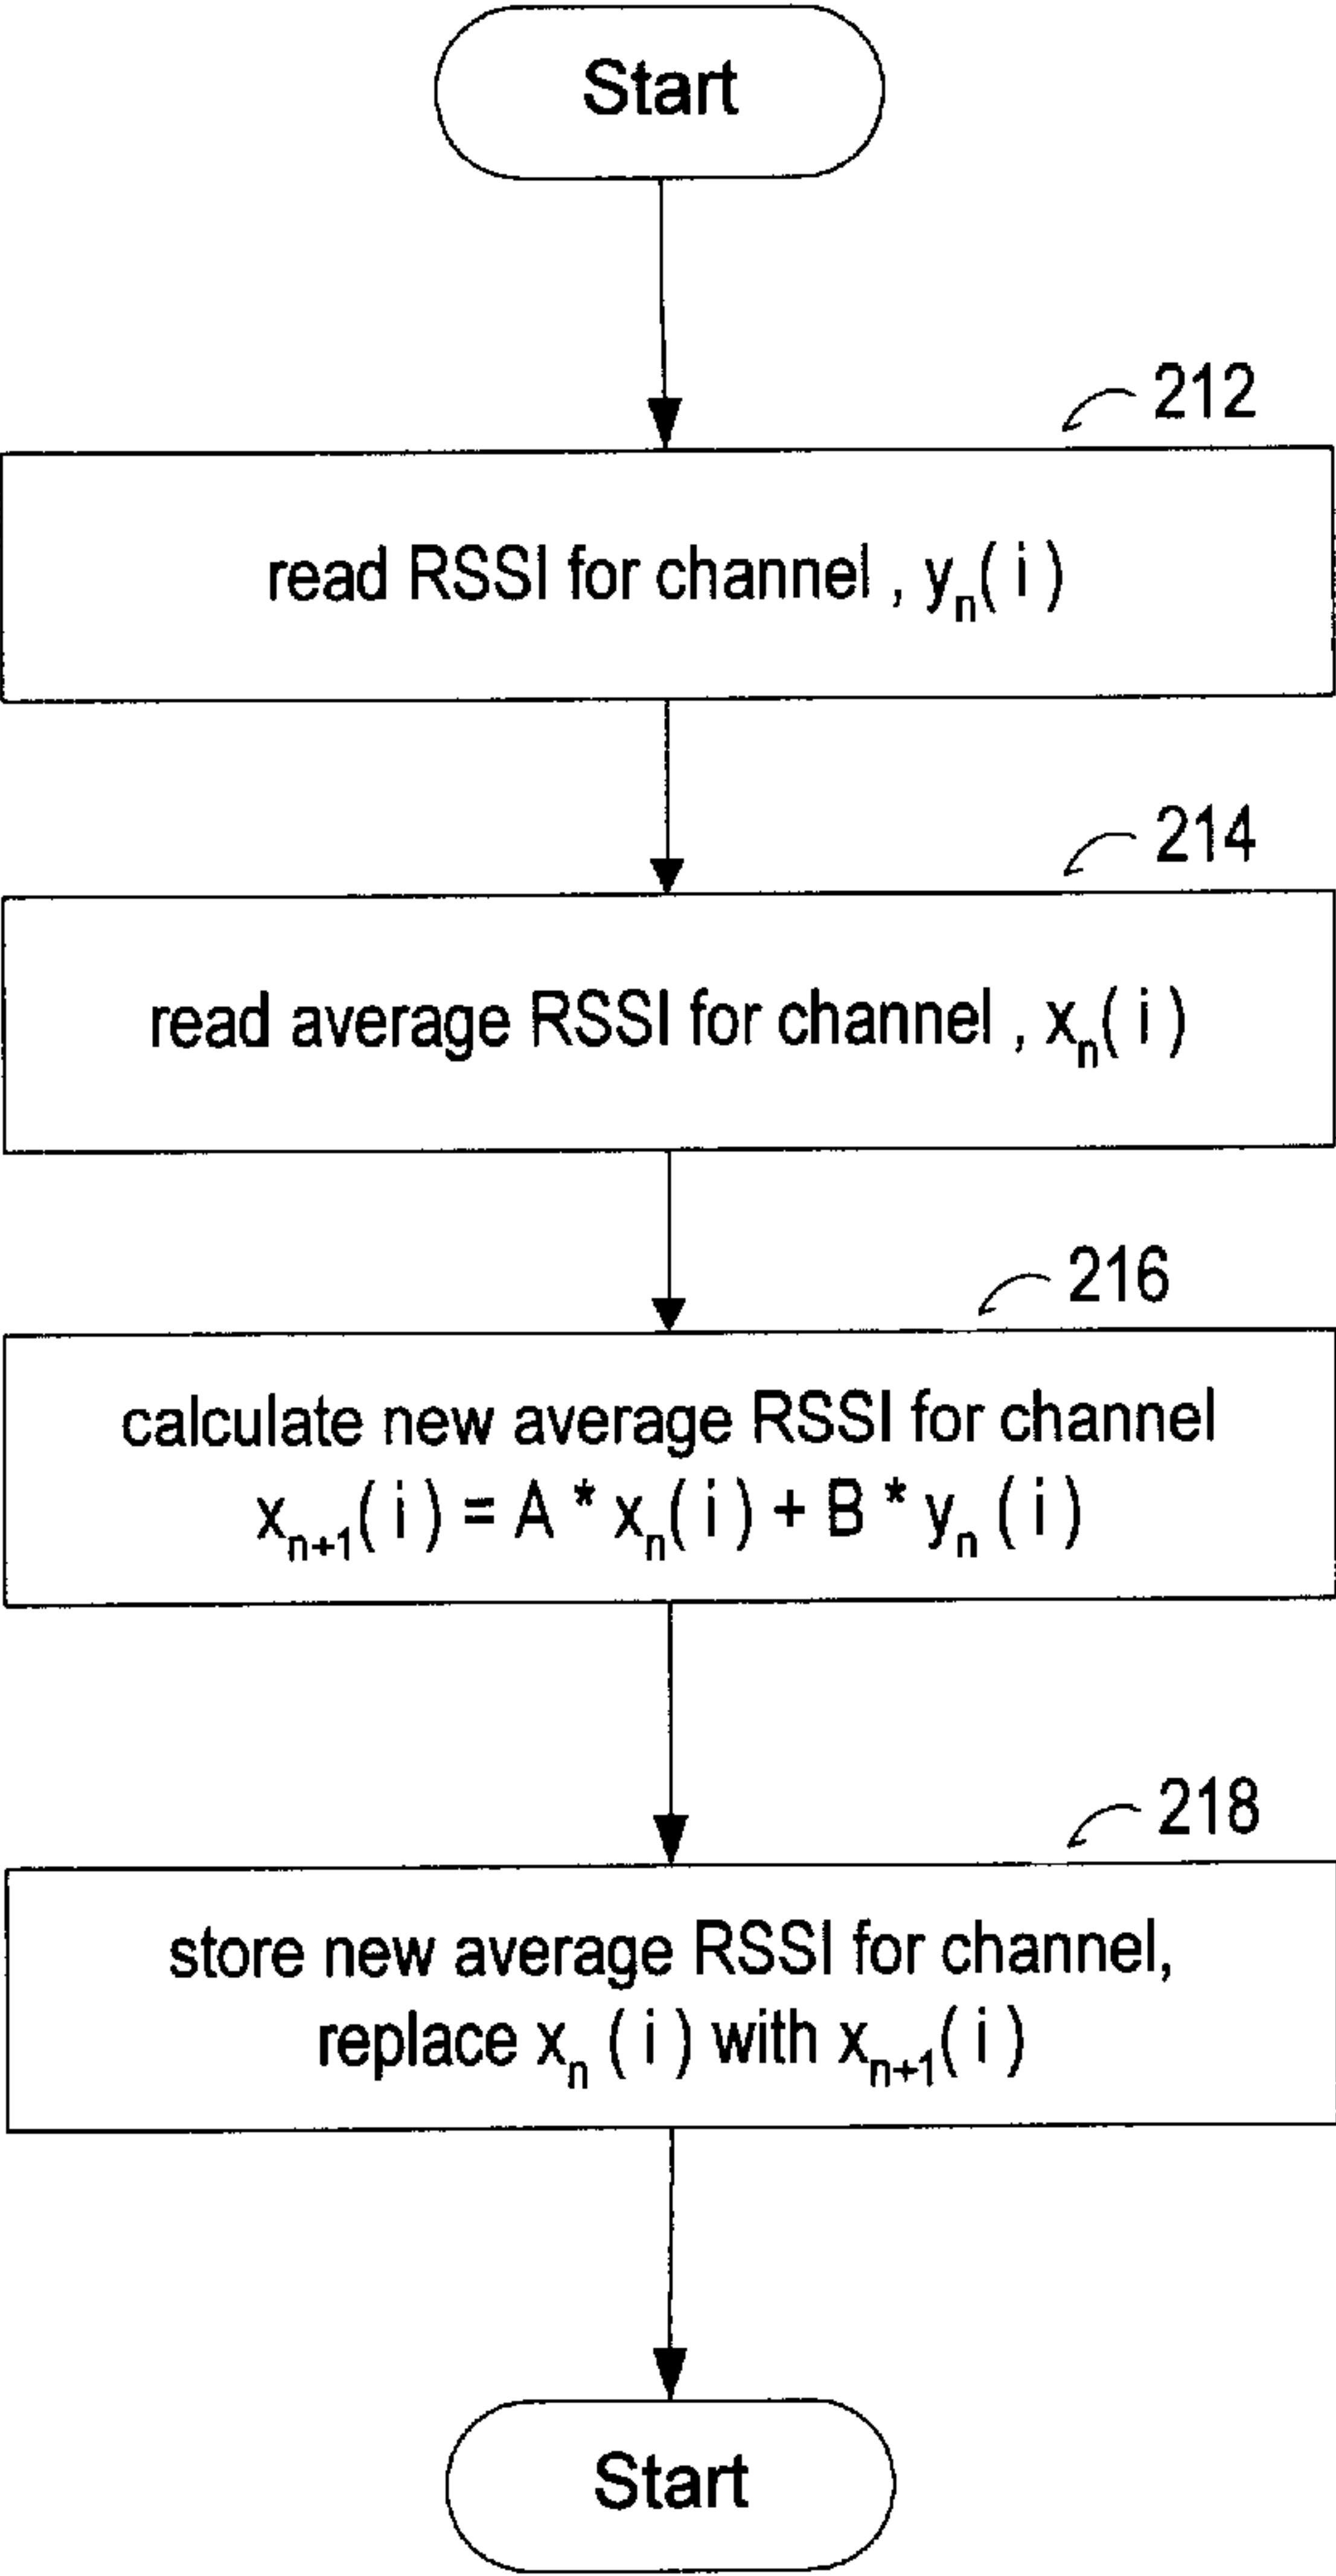 Start
212
read RSSI for channel , yₙ( i )
214
read average RSSI for channel , xₙ( i )
216
calculate new average RSSI for channel
xₙ₊₁( i ) = A * xₙ( i ) + B * yₙ ( i )
218
store new average RSSI for channel,
replace xₙ ( i ) with xₙ₊₁( i )
Start